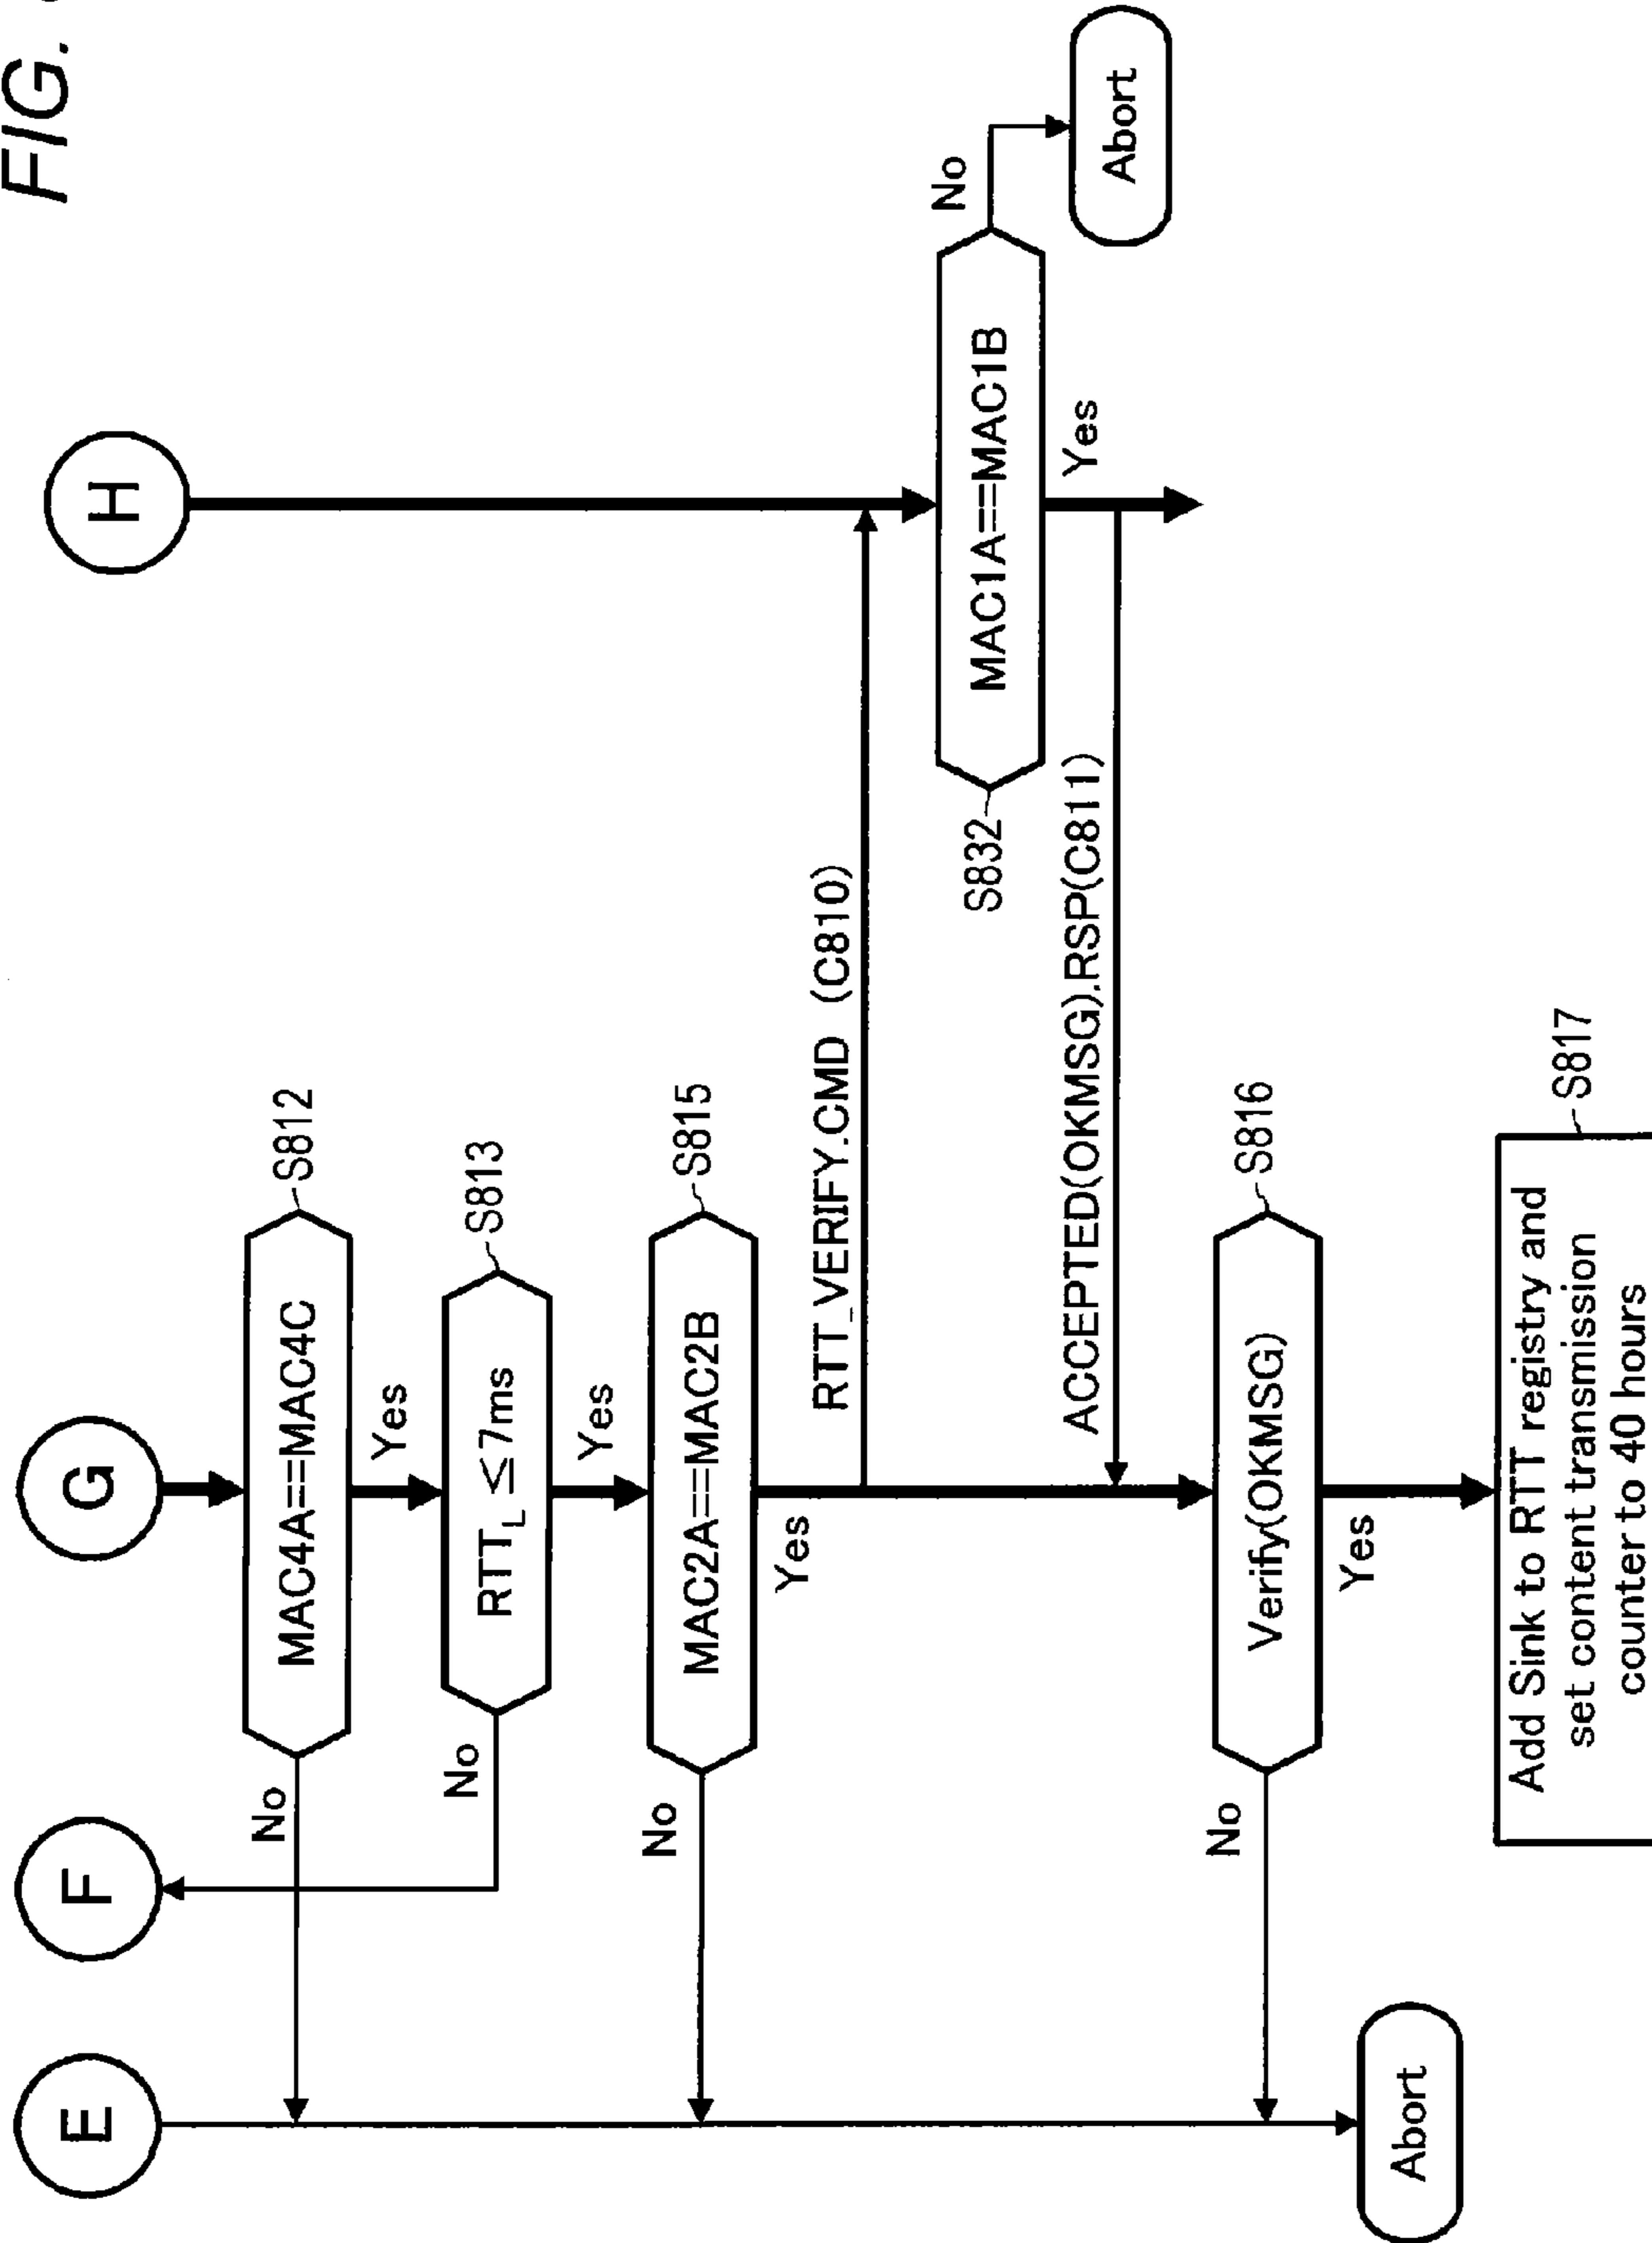 FIG.
E
F
G
H
MAC4A==MAC4C
S812
No
Yes
RTT_L ≤7ms
S813
No
Yes
MAC2A==MAC2B
S815
No
Yes
RTT_VERIFY.CMD (C810)
MAC1A==MAC1B
S832
No
Abort
Yes
ACCEPTED(OKMSG).RSP(C811)
Verify(OKMSG)
S816
No
Yes
Abort
Add Sink to RTT registry and
set content transmission
counter to 40 hours
S817